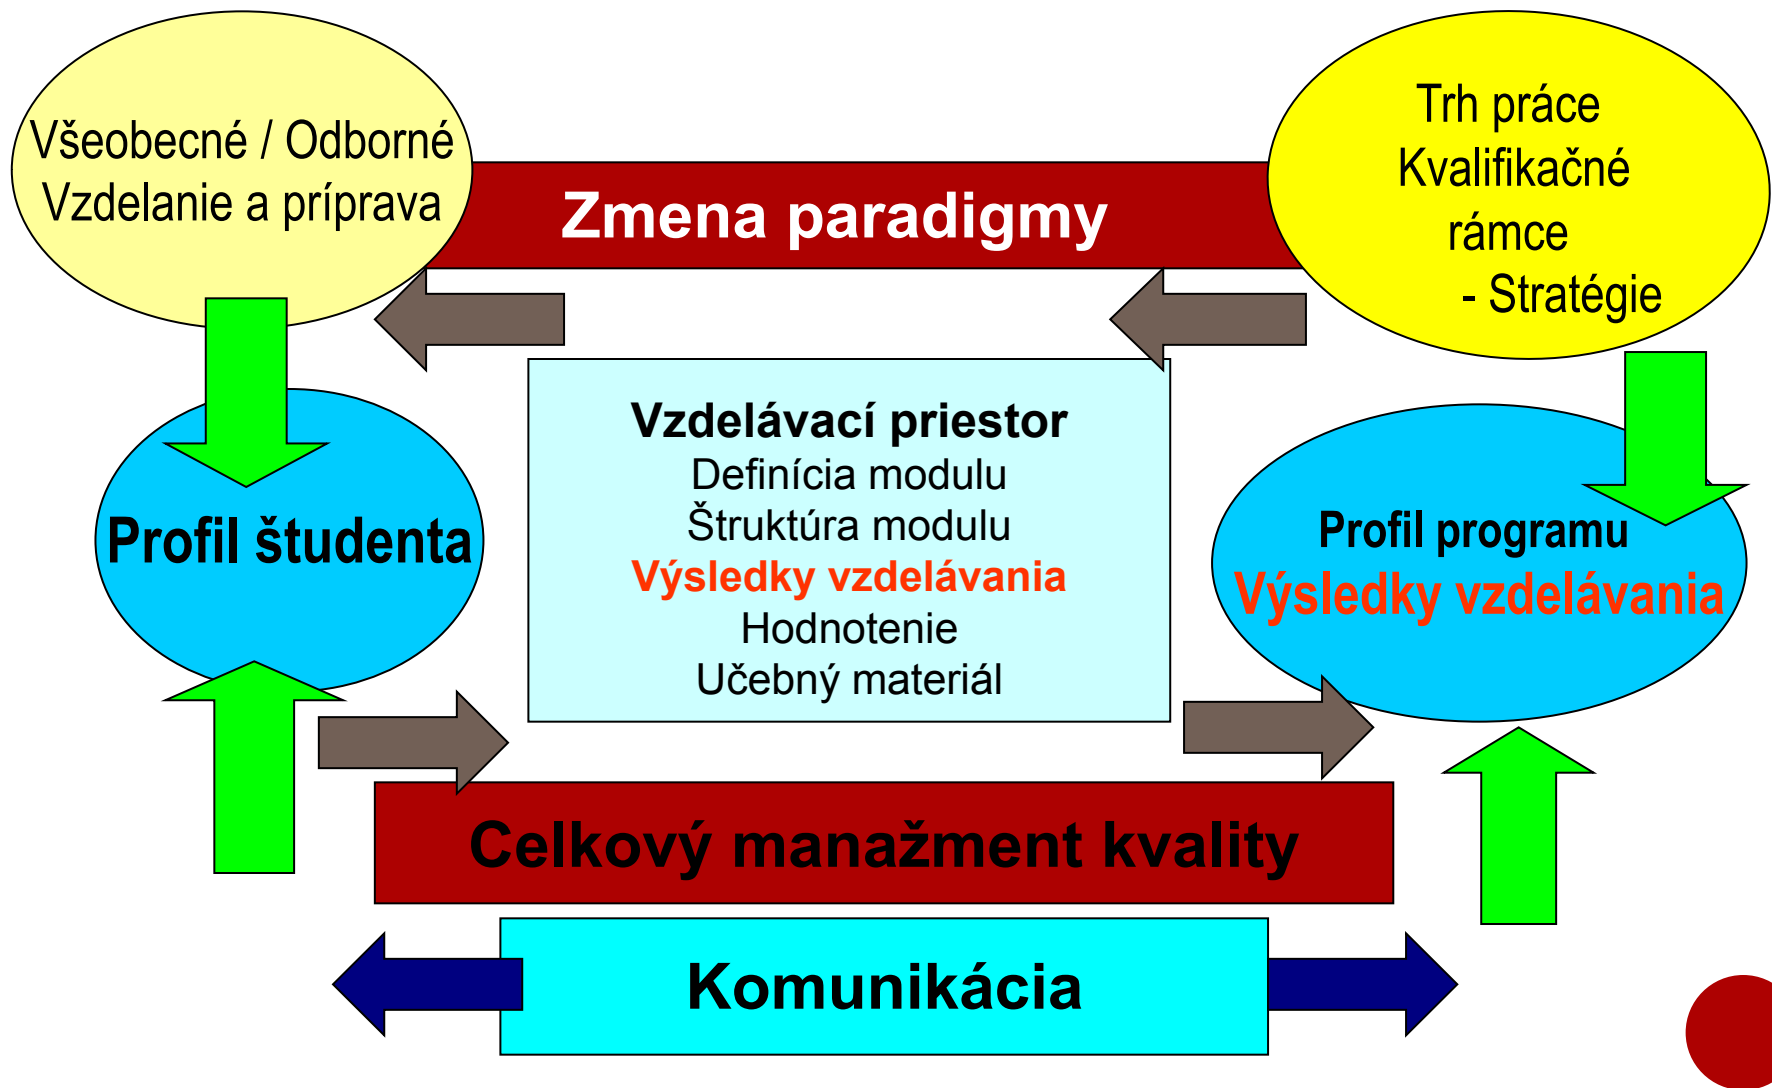 Všeobecné / Odborné
Vzdelanie a príprava
Zmena paradigmy
Trh práce
Kvalifikačné
rámce
- Stratégie
Vzdelávací priestor
Definícia modulu
Štruktúra modulu
Výsledky vzdelávania
Hodnotenie
Učebný materiál
Profil študenta
Profil programu
Výsledky vzdelávania
Celkový manažment kvality
Komunikácia